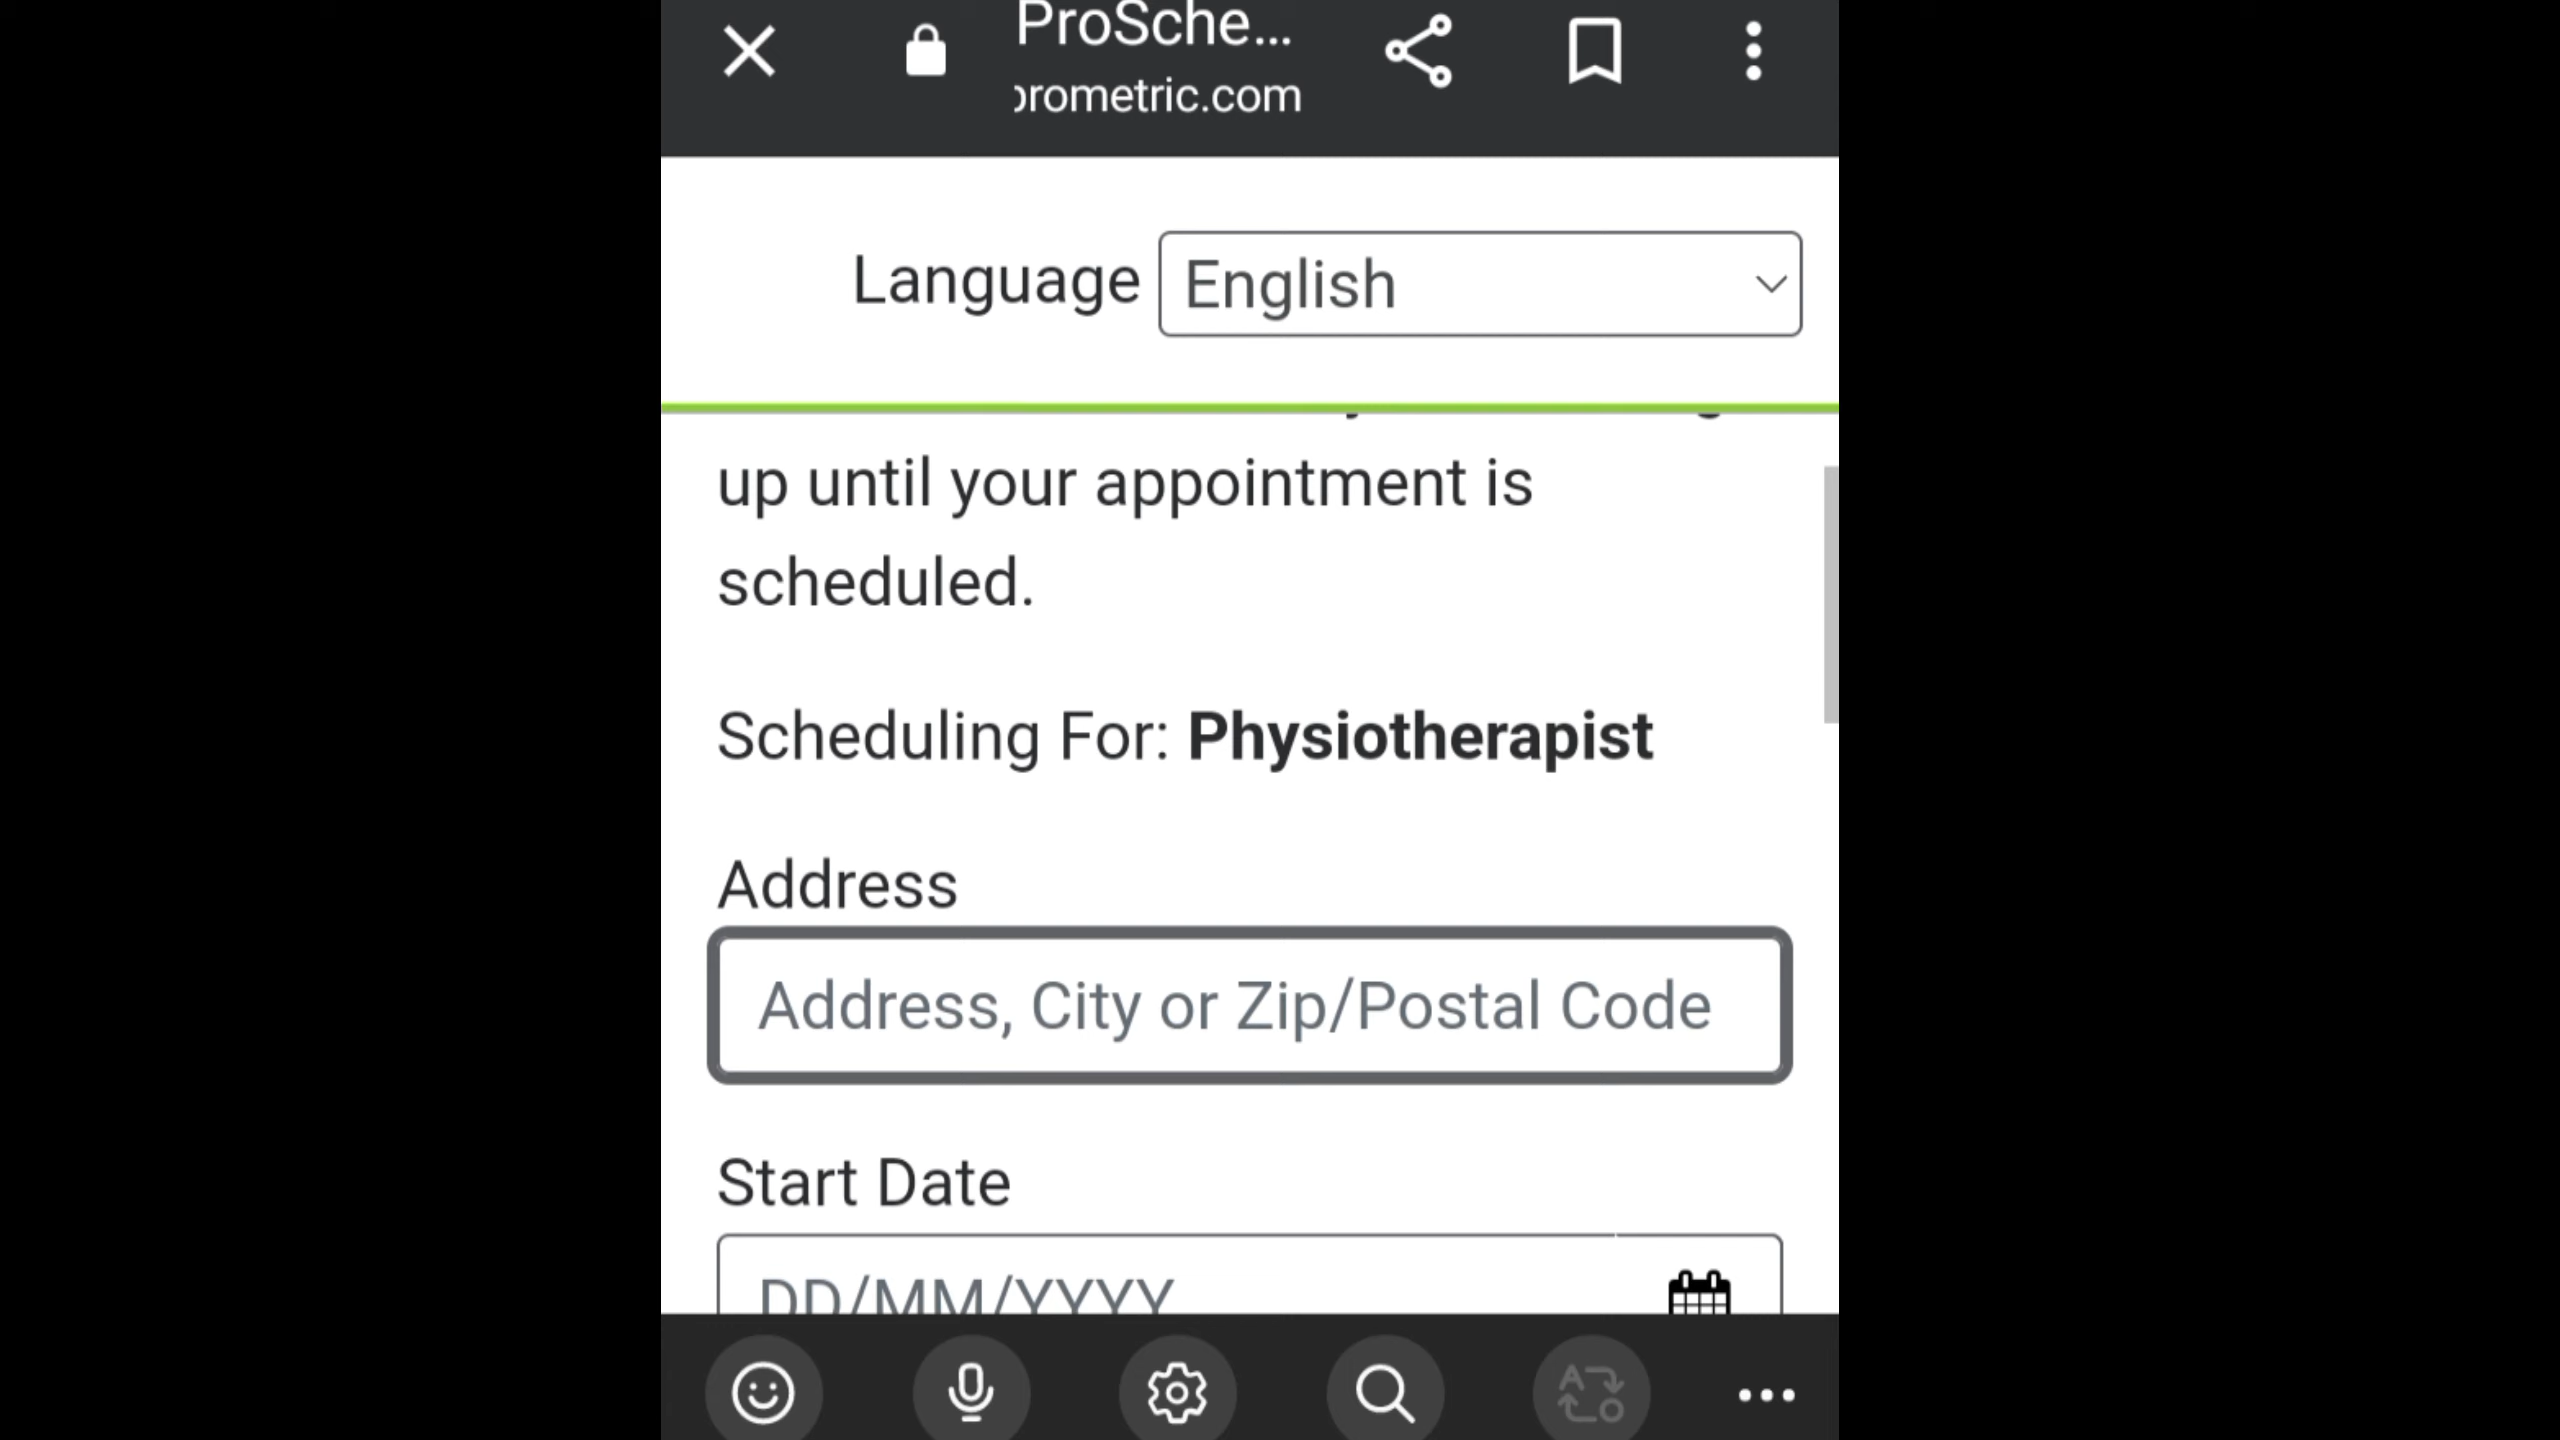 ProSche...
prometric.com
Language English
up until your appointment is
scheduled.
Scheduling For: Physiotherapist
Address
Address, City or Zip/Postal Code
Start Date
DD/MM/YYYY